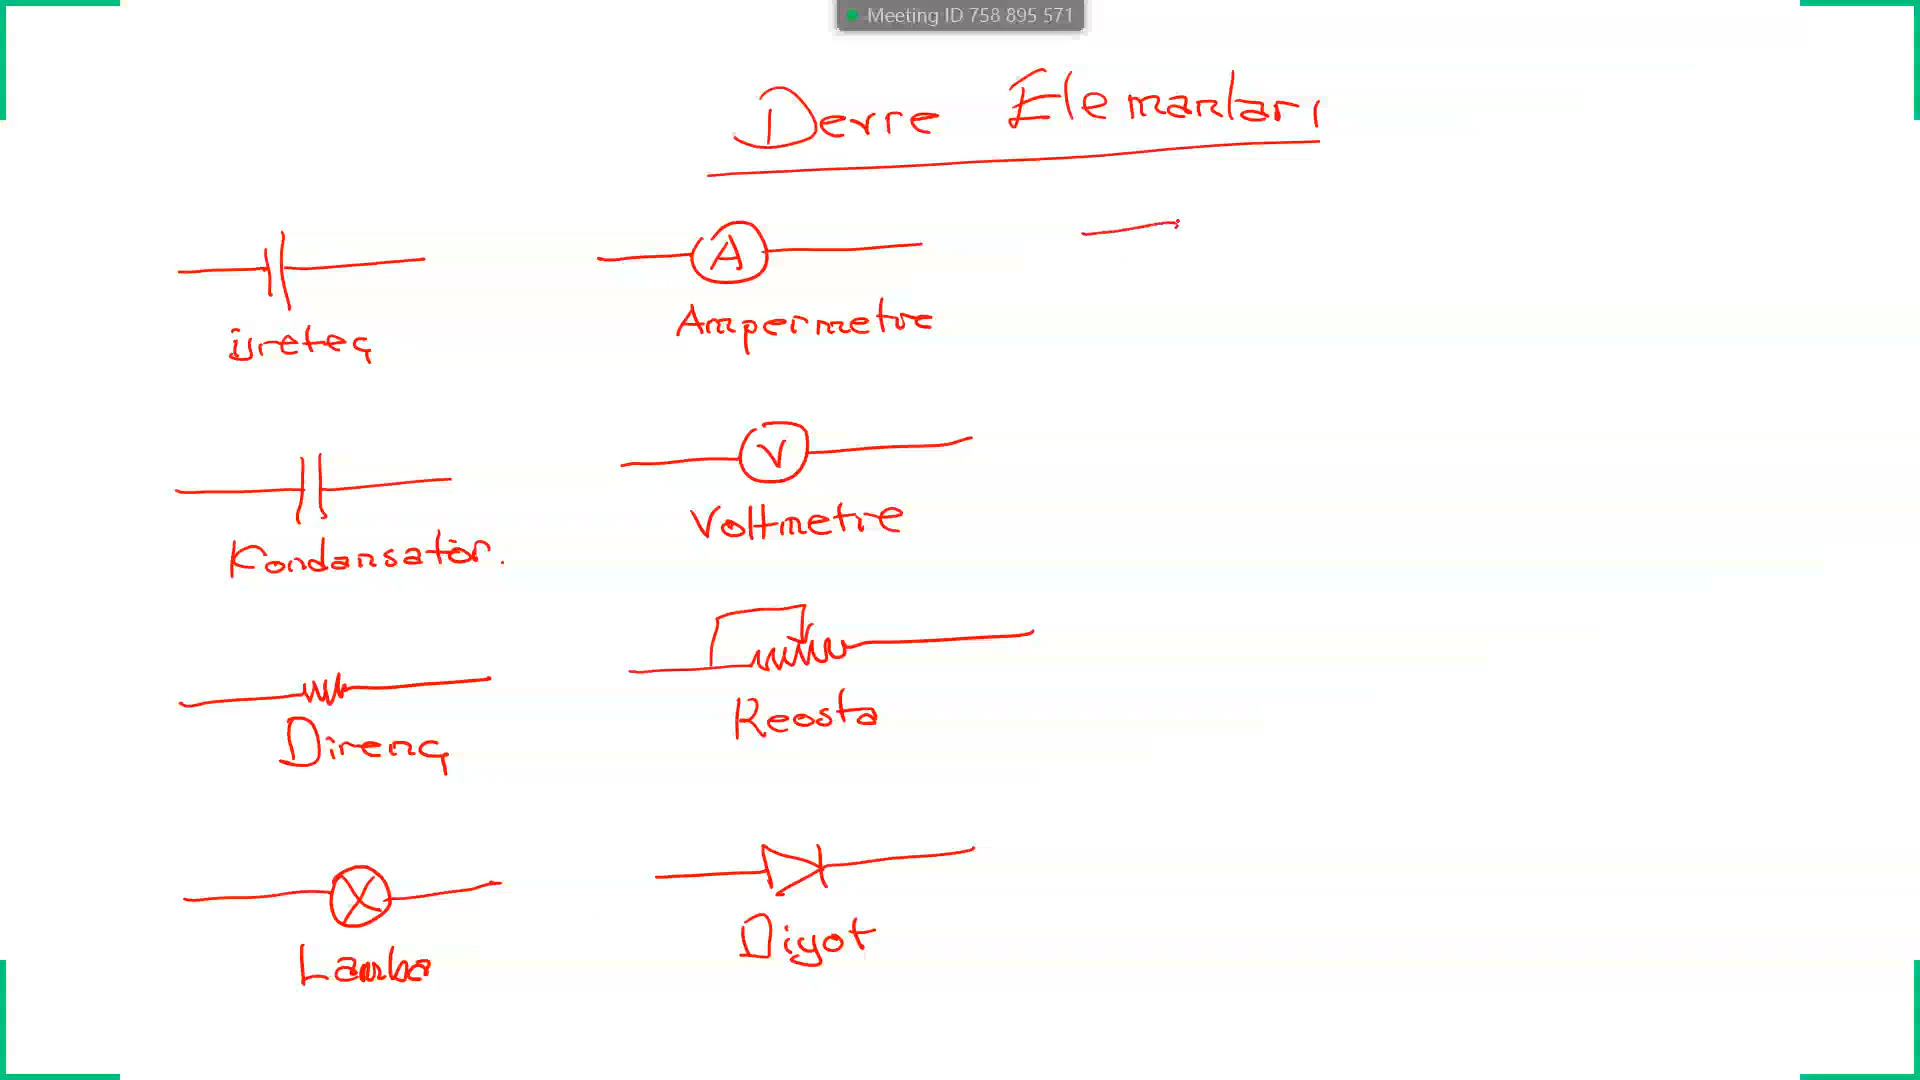 Meeting ID 758 895 571
Devre Elemanları
A
üreteç
Ampermetre
V
Kondansatör.
Voltmetre
Direnç
Reosta
Lamba
Diyot